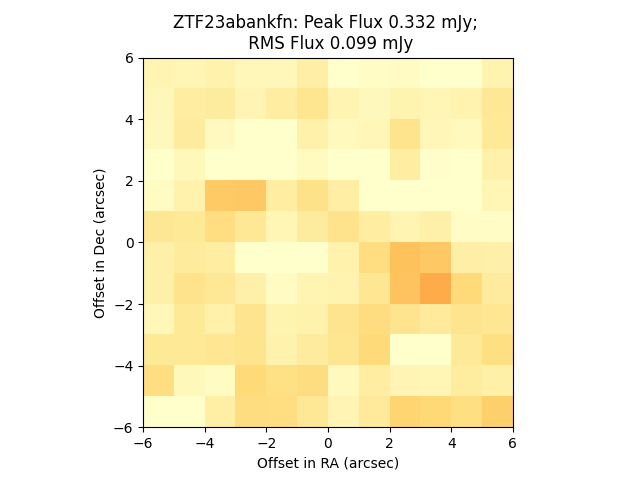 ZTF23abankfn: Peak Flux 0.332 mJy;
RMS Flux 0.099 mJy
6
4
2
0
−2
−4
−6
Offset in Dec (arcsec)
−6 −4 −2 0 2 4 6
Offset in RA (arcsec)